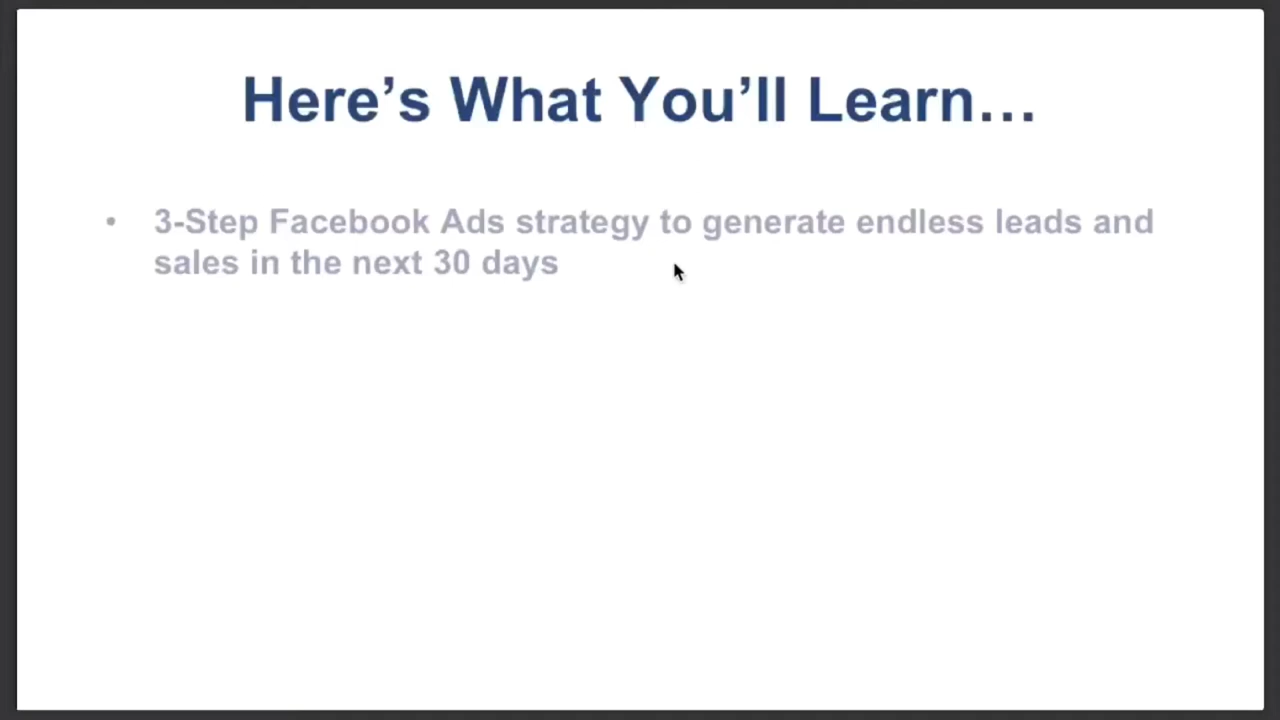 Here’s What You’ll Learn…
• 3-Step Facebook Ads strategy to generate endless leads and
sales in the next 30 days